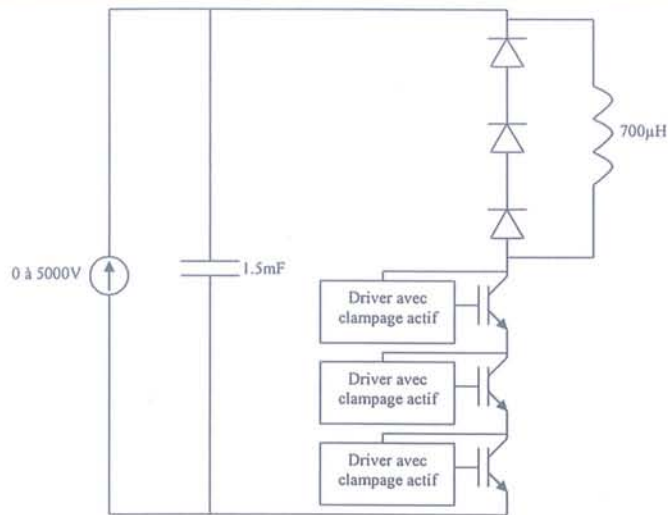 700µH
0 à 5000V
1.5mF
Driver avec
clampage actif
Driver avec
clampage actif
Driver avec
clampage actif